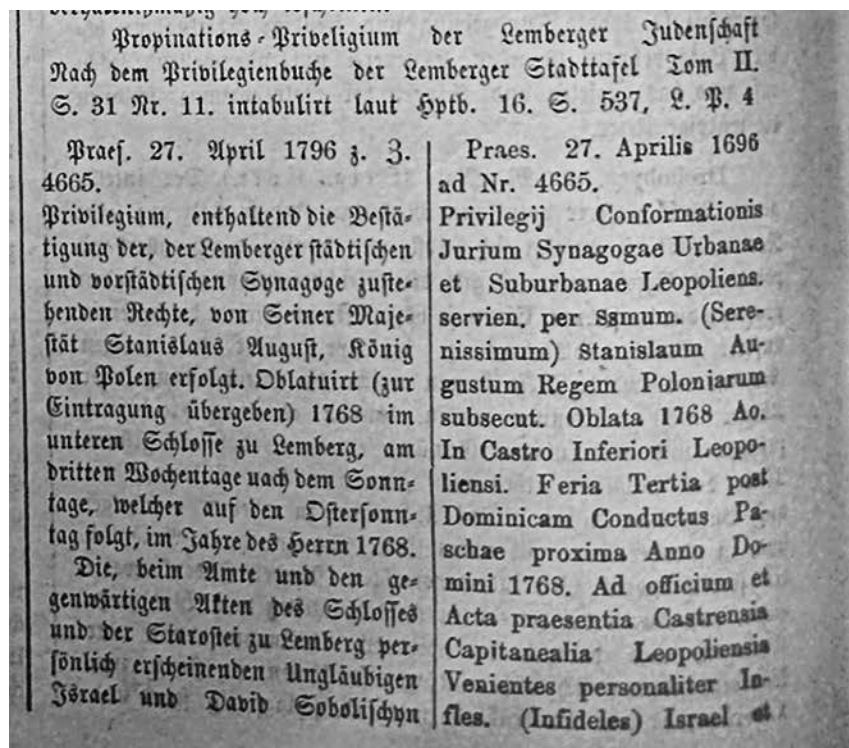 Propinations-Priveligium der Lemberger Judenschaft
Nach dem Privilegienbuche der Lemberger Stadttafel Tom II.
S. 31 Nr. 11. intabulirt laut Hptb. 16. S. 537, L. P. 4
Praes. 27. April 1796 z. Z.
4665.
Privilegium, enthaltend die Bestä-
tigung der, der Lemberger städtischen
und vorstädtischen Synagoge zuste-
henden Rechte, von Seiner Maje-
stät Stanislaus August, König
von Polen erfolgt. Oblatuirt (zur
Eintragung übergeben) 1768 im
unteren Schlosse zu Lemberg, am
dritten Wochentage uach dem Sonn-
tage, welcher auf den Ostersonn-
tag folgt, im Jahre des Herrn 1768.
Die, beim Amte und den ge-
genwärtigen Akten des Schlosses
und der Starostei zu Lemberg per-
sönlich erscheinenden Ungläubigen
Israel und David Sobolischyn
Praes. 27. Aprilis 1696
ad Nr. 4665.
Privilegij Conformationis
Jurium Synagogae Urbanae
et Suburbanae Leopoliens.
servien. per Ssmum. (Sere-
nissimum) Stanislaum Au-
gustum Regem Poloniarum
subsecut. Oblata 1768 Ao.
In Castro Inferiori Leopo-
liensi. Feria Tertia post
Dominicam Conductus Pa-
schae proxima Anno Do-
mini 1768. Ad officium et
Acta praesentia Castrensia
Capitanealia Leopoliensia
Venientes personaliter In-
fles. (Infideles) Israel et